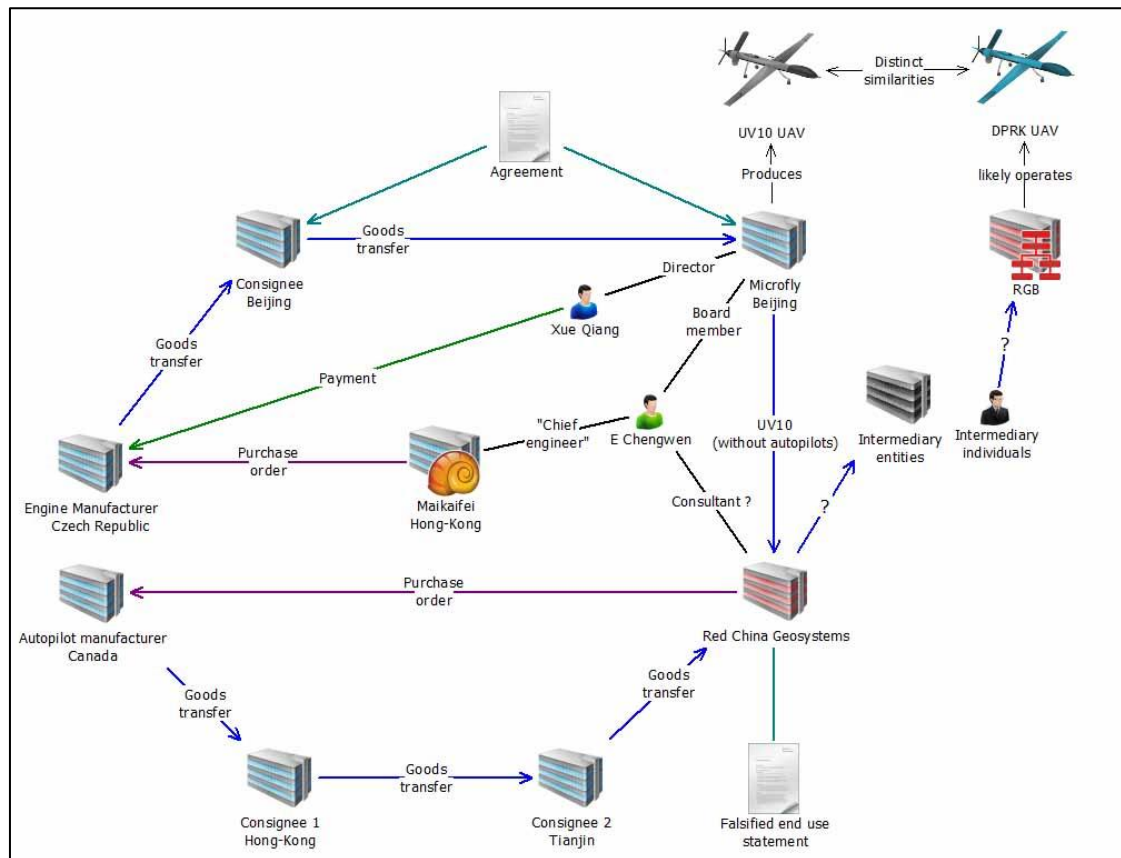 Distinct
similarities
UV10 UAV
DPRK UAV
Agreement
Produces
likely operates
Goods
transfer
Consignee
Beijing
Director
Microfly
Beijing
RGB
Xue Qiang
Board
member
Goods
transfer
?
Payment
"Chief
engineer"
E Chengwen
UV10
(without autopilots)
Intermediary
entities
Intermediary
individuals
Purchase
order
Engine Manufacturer
Czech Republic
Maikaifei
Hong-Kong
Consultant ?
?
Purchase
order
Autopilot manufacturer
Canada
Red China Geosystems
Goods
transfer
Goods
transfer
Goods
transfer
Consignee 1
Hong-Kong
Consignee 2
Tianjin
Falsified end use
statement